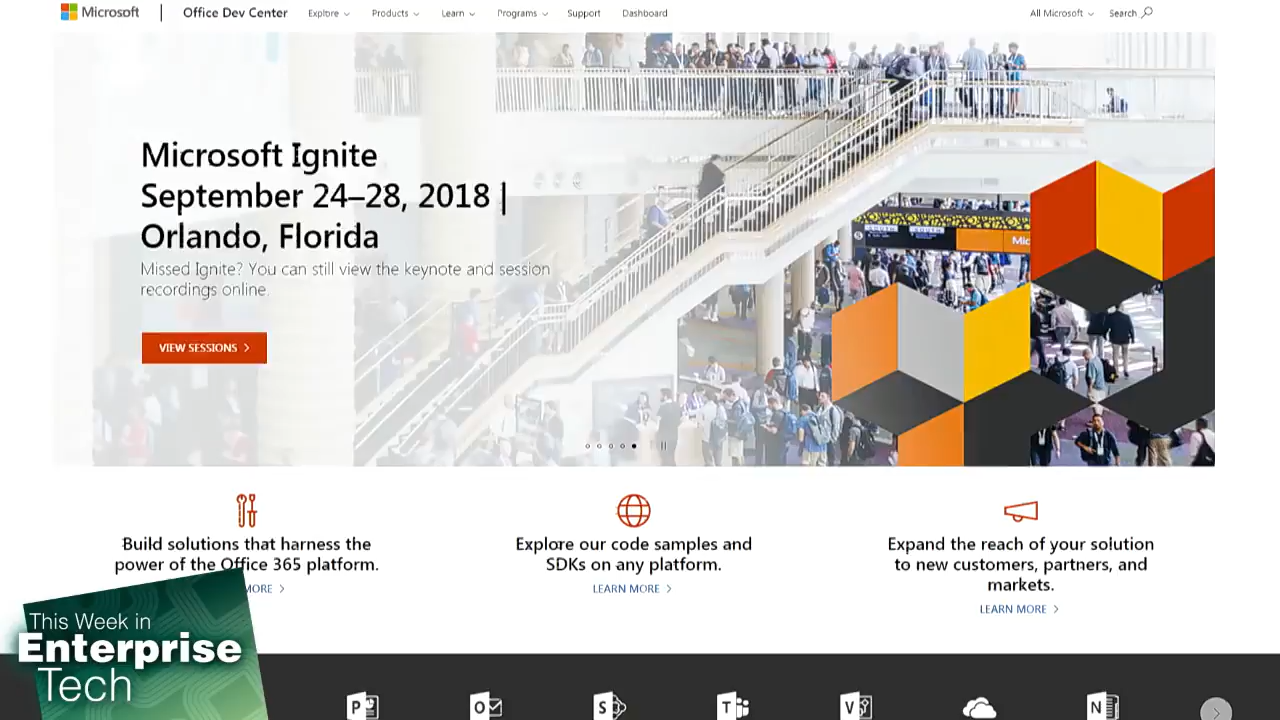 Microsoft
Office Dev Center
Explore
Products
Learn
Programs
Support
Dashboard
All Microsoft
Search
Microsoft Ignite
September 24–28, 2018 |
Orlando, Florida
Missed Ignite? You can still view the keynote and session
recordings online.
VIEW SESSIONS
SOUTH
SOUTH
Mic
Build solutions that harness the
power of the Office 365 platform.
MORE
Explore our code samples and
SDKs on any platform.
LEARN MORE
Expand the reach of your solution
to new customers, partners, and
markets.
LEARN MORE
This Week in
Enterprise
Tech
P
O
S
T
V
N